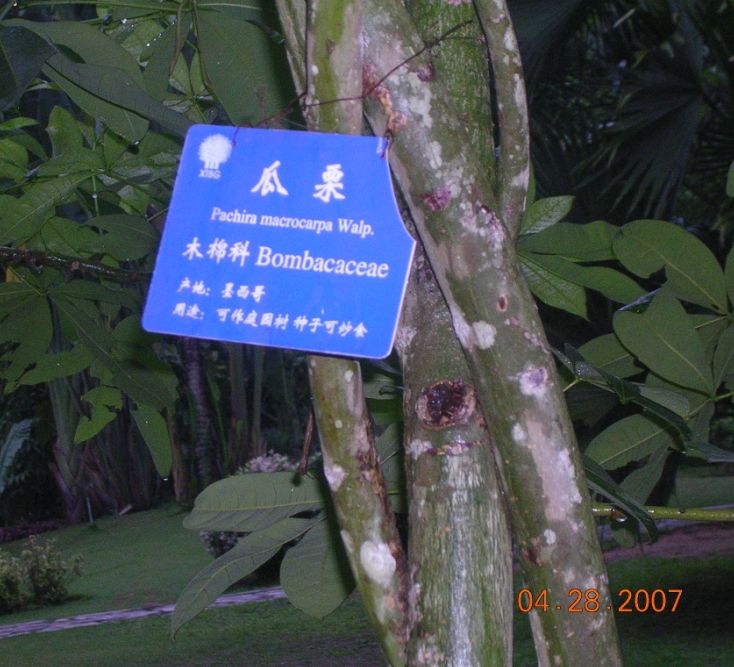 XTBG
瓜栗
Pachira macrocarpa Walp.
木棉科 Bombacaceae
产地：墨西哥
用途：可作庭园树 种子可炒食
04.28.2007